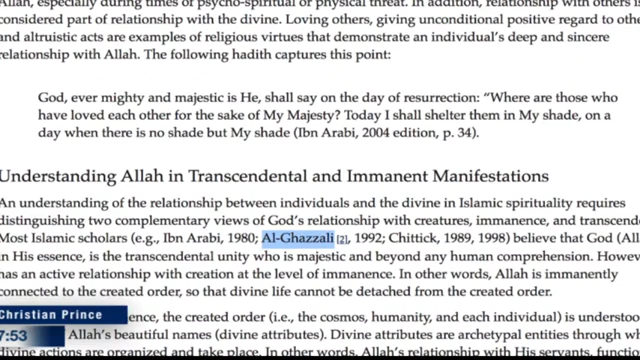 Allah, especially during times of psycho-spiritual or physical threat. In addition, relationship with others is
considered part of relationship with the divine. Loving others, giving unconditional positive regard to othe
and altruistic acts are examples of religious virtues that demonstrate an individual's deep and sincere
relationship with Allah. The following hadith captures this point:
God, ever mighty and majestic is He, shall say on the day of resurrection: "Where are those who
have loved each other for the sake of My Majesty? Today I shall shelter them in My shade, on a
day when there is no shade but My shade (Ibn Arabi, 2004 edition, p. 34).
Understanding Allah in Transcendental and Immanent Manifestations
An understanding of the relationship between individuals and the divine in Islamic spirituality requires
distinguishing two complementary views of God's relationship with creatures, immanence, and transcende
Most Islamic scholars (e.g., Ibn Arabi, 1980; Al-Ghazzali [2], 1992; Chittick, 1989, 1998) believe that God (All
in His essence, is the transcendental unity who is majestic and beyond any human comprehension. Howev
has an active relationship with creation at the level of immanence. In other words, Allah is immanently
connected to the created order, so that divine life cannot be detached from the created order.
Christian Prince
ence, the created order (i.e., the cosmos, humanity, and each individual) is understoo
7:53
Allah's beautiful names (divine attributes). Divine attributes are archetypal entities through wh
divine actions are organized and take place. In other words, Allah's relationship with His servants, functi